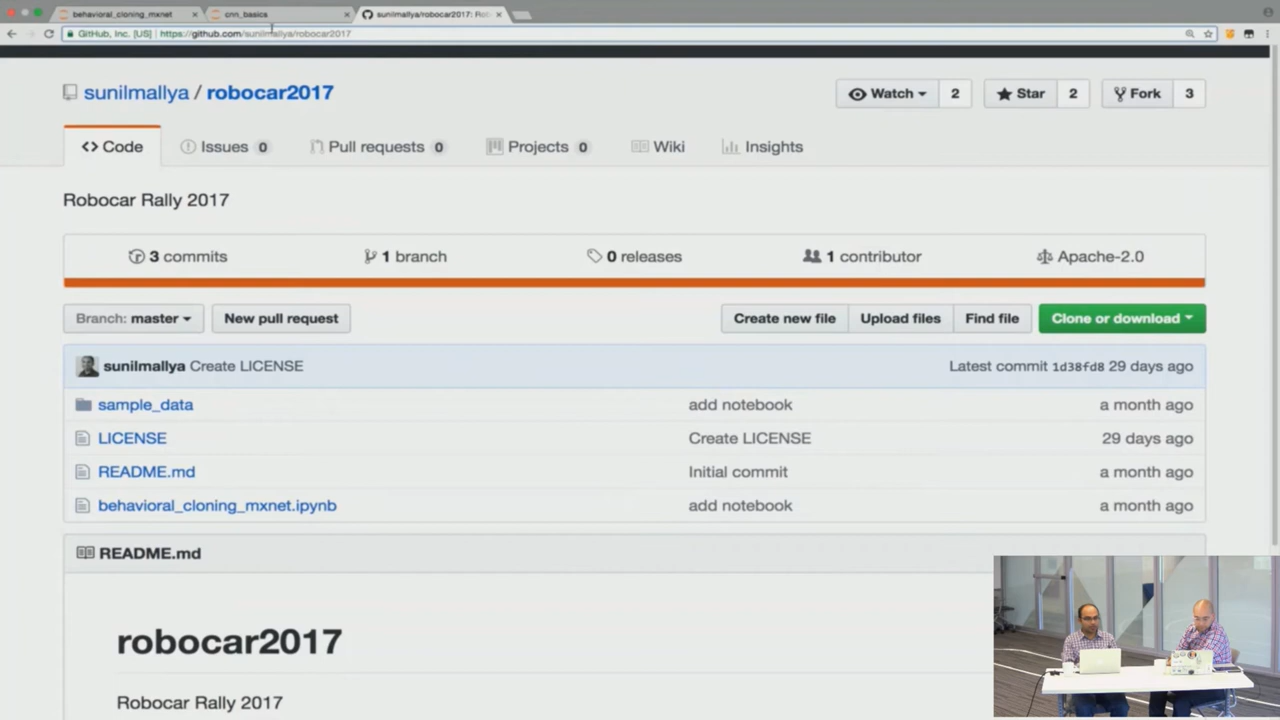 behavioral_cloning_mxnet
cnn_basics
sunilmallya/robocar2017: Rob
GitHub, Inc. [US] https://github.com/sunilmallya/robocar2017
sunilmallya / robocar2017
Watch 2
Star 2
Fork 3
<> Code
Issues 0
Pull requests 0
Projects 0
Wiki
Insights
Robocar Rally 2017
3 commits
1 branch
0 releases
1 contributor
Apache-2.0
Branch: master
New pull request
Create new file
Upload files
Find file
Clone or download
sunilmallya Create LICENSE
Latest commit 1d38fd8 29 days ago
sample_data add notebook a month ago
LICENSE Create LICENSE 29 days ago
README.md Initial commit a month ago
behavioral_cloning_mxnet.ipynb add notebook a month ago
README.md
robocar2017
Robocar Rally 2017